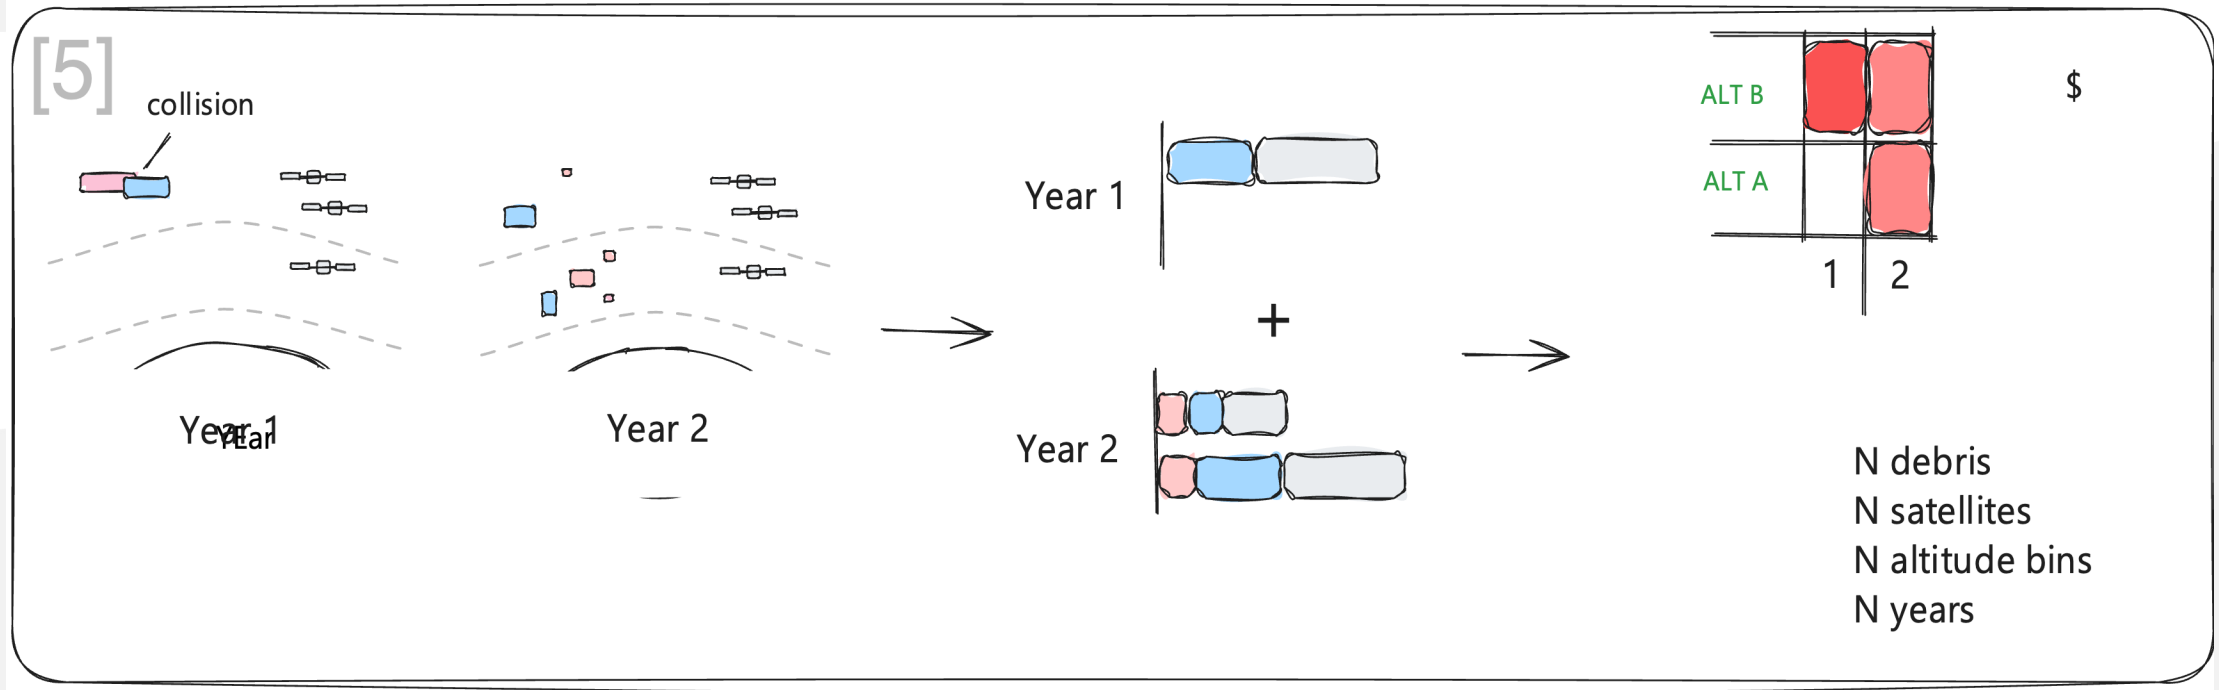 [5]
collision
Year 1
YEar
Year 2
Year 1
+
Year 2
ALT B
ALT A
1 2
$
N debris
N satellites
N altitude bins
N years